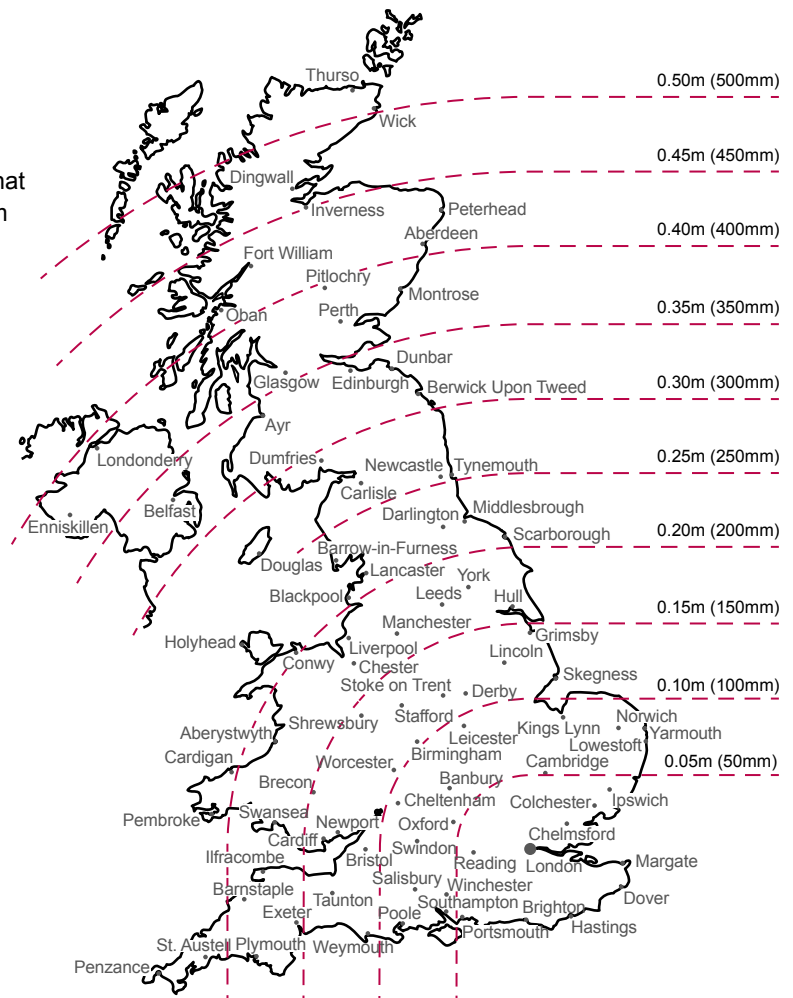 Thurso
0.50m (500mm)
Wick
0.45m (450mm)
hat
Dingwall
n
Inverness
Peterhead
0.40m (400mm)
Aberdeen
Fort William
Pitlochry
Montrose
0.35m (350mm)
Oban
Perth
Dunbar
Glasgow
Edinburgh
0.30m (300mm)
Berwick Upon Tweed
Ayr
Dumfries
Londonderry
Newcastle
Tynemouth
0.25m (250mm)
Carlisle
Belfast
Middlesbrough
Enniskillen
Darlington
Scarborough
0.20m (200mm)
Barrow-in-Furness
Douglas
Lancaster
York
Blackpool
Leeds
Hull
0.15m (150mm)
Manchester
Grimsby
Holyhead
Liverpool
Lincoln
Conwy
Chester
Skegness
Stoke on Trent
Derby
0.10m (100mm)
Stafford
Norwich
Shrewsbury
Kings Lynn
Aberystwyth
Leicester
Yarmouth
Lowestoft
Birmingham
Cardigan
Worcester
Cambridge
0.05m (50mm)
Brecon
Banbury
Cheltenham
Colchester
Ipswich
Pembroke
Swansea
Newport
Oxford
Chelmsford
Cardiff
Swindon
Ilfracombe
Bristol
Reading
London
Margate
Barnstaple
Salisbury
Winchester
Taunton
Southampton
Dover
Exeter
Poole
Brighton
Hastings
Portsmouth
St. Austell
Plymouth
Weymouth
Penzance